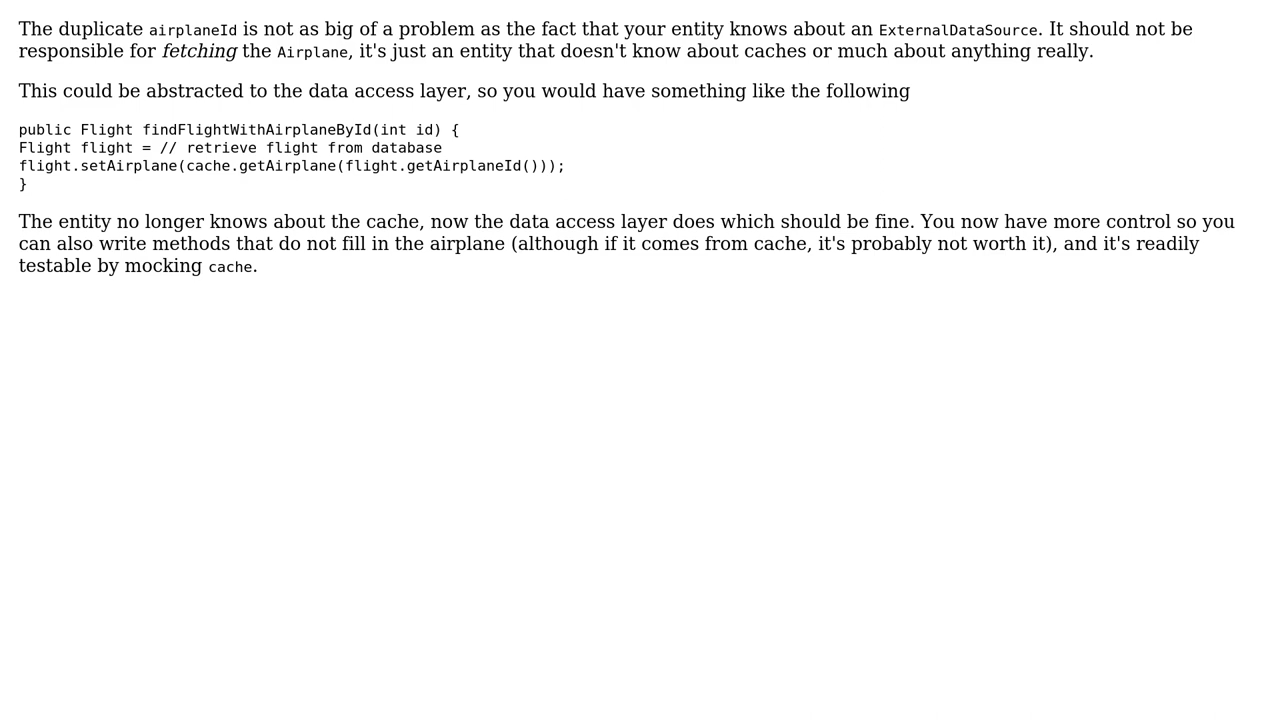 The duplicate airplaneId is not as big of a problem as the fact that your entity knows about an ExternalDataSource. It should not be
responsible for fetching the Airplane, it's just an entity that doesn't know about caches or much about anything really.
This could be abstracted to the data access layer, so you would have something like the following
public Flight findFlightWithAirplaneById(int id) {
Flight flight = // retrieve flight from database
flight.setAirplane(cache.getAirplane(flight.getAirplaneId()));
}
The entity no longer knows about the cache, now the data access layer does which should be fine. You now have more control so you
can also write methods that do not fill in the airplane (although if it comes from cache, it's probably not worth it), and it's readily
testable by mocking cache.